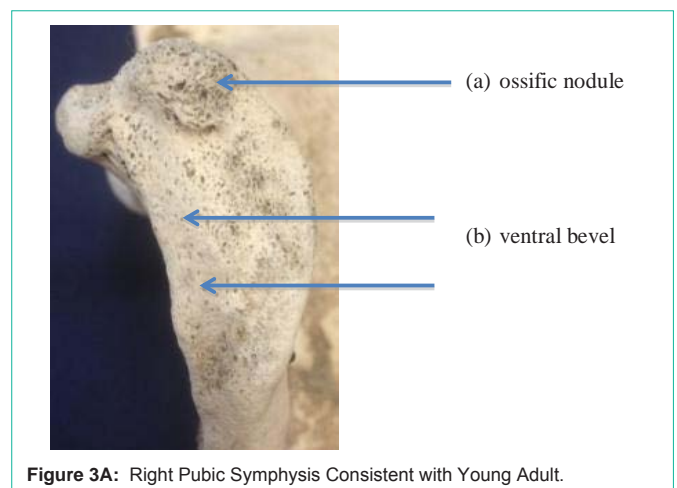 (a) ossific nodule
(b) ventral bevel
Figure 3A: Right Pubic Symphysis Consistent with Young Adult.